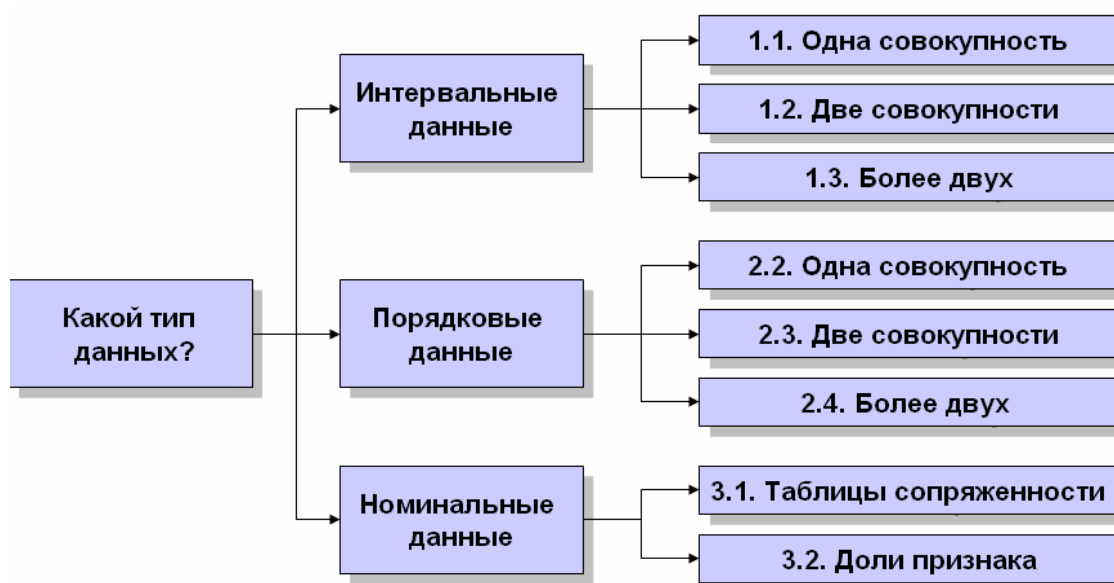 Какой тип
данных?
Интервальные
данные
1.1. Одна совокупность
1.2. Две совокупности
1.3. Более двух
Порядковые
данные
2.2. Одна совокупность
2.3. Две совокупности
2.4. Более двух
Номинальные
данные
3.1. Таблицы сопряженности
3.2. Доли признака